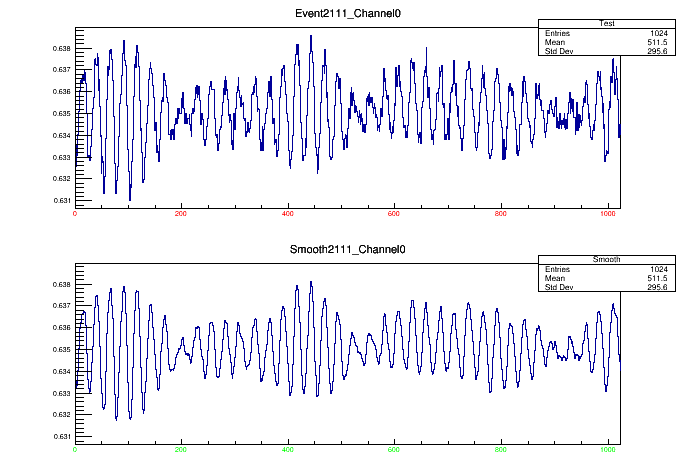 Event2111_Channel0
Test
Entries 1024
Mean 511.5
Std Dev 295.6
0.638
0.637
0.636
0.635
0.634
0.633
0.632
0.631
0 200 400 600 800 1000
Smooth2111_Channel0
Smooth
Entries 1024
Mean 511.5
Std Dev 295.6
0.638
0.637
0.636
0.635
0.634
0.633
0.632
0.631
0 200 400 600 800 1000